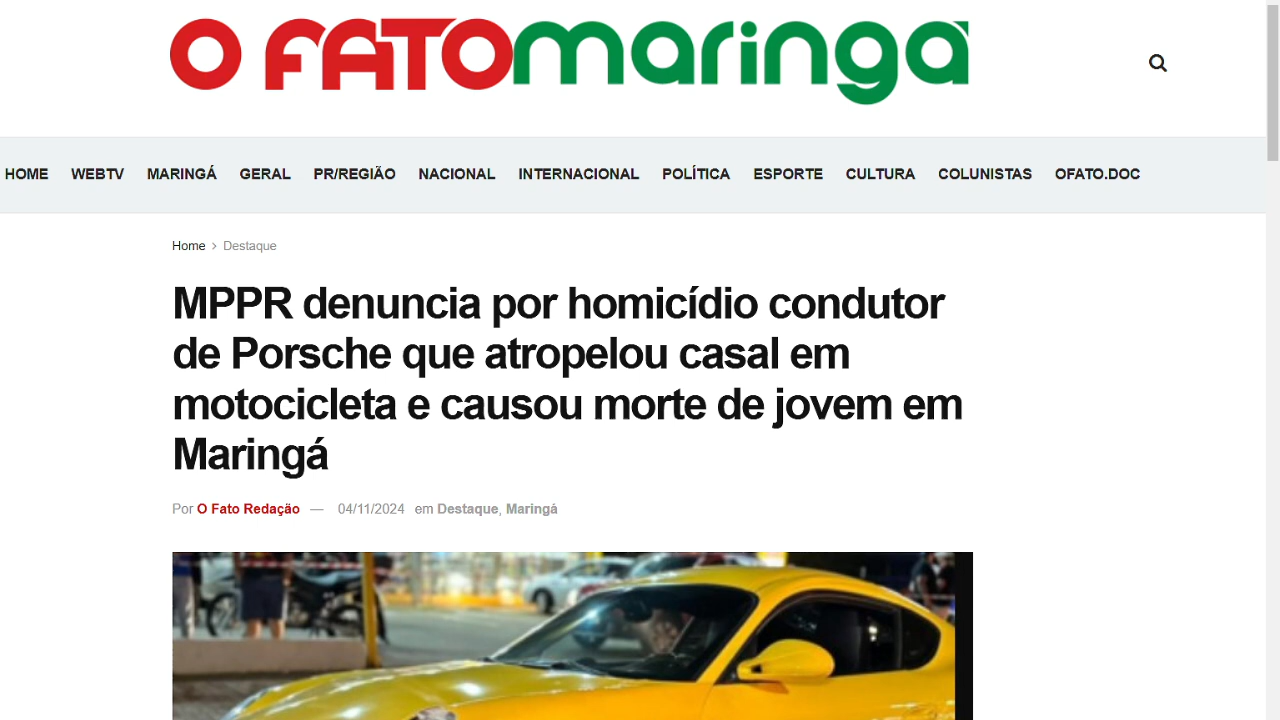 O FATO maringá
HOME WEBTV MARINGÁ GERAL PR/REGIÃO NACIONAL INTERNACIONAL POLÍTICA ESPORTE CULTURA COLUNISTAS OFATO.DOC
Home > Destaque
MPPR denuncia por homicídio condutor
de Porsche que atropelou casal em
motocicleta e causou morte de jovem em
Maringá
Por O Fato Redação — 04/11/2024 em Destaque, Maringá